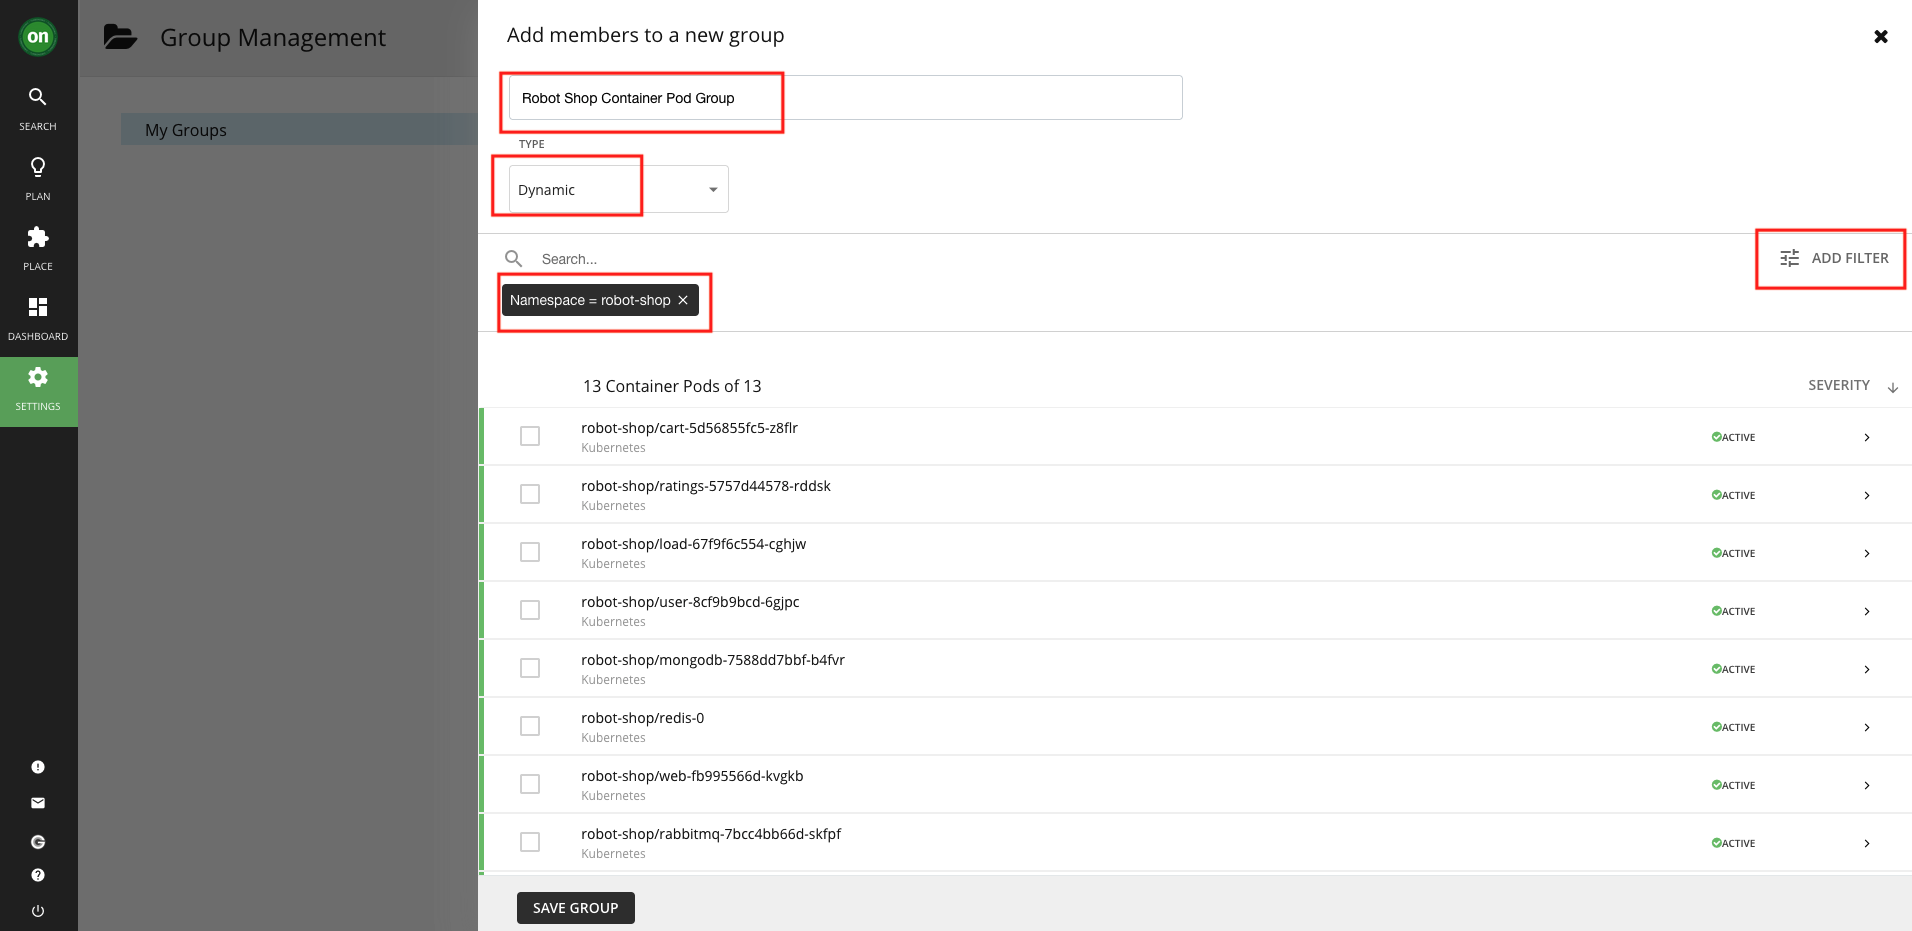 on
Group Management
Add members to a new group
SEARCH
PLAN
PLACE
DASHBOARD
SETTINGS
My Groups
Robot Shop Container Pod Group
TYPE
Dynamic
Search...
ADD FILTER
Namespace = robot-shop
13 Container Pods of 13
SEVERITY
robot-shop/cart-5d56855fc5-z8flr
Kubernetes
ACTIVE
robot-shop/ratings-5757d44578-rddsk
Kubernetes
ACTIVE
robot-shop/load-67f9f6c554-cghjw
Kubernetes
ACTIVE
robot-shop/user-8cf9b9bcd-6gjpc
Kubernetes
ACTIVE
robot-shop/mongodb-7588dd7bbf-b4fvr
Kubernetes
ACTIVE
robot-shop/redis-0
Kubernetes
ACTIVE
robot-shop/web-fb995566d-kvgkb
Kubernetes
ACTIVE
robot-shop/rabbitmq-7bcc4bb66d-skfpf
Kubernetes
ACTIVE
SAVE GROUP